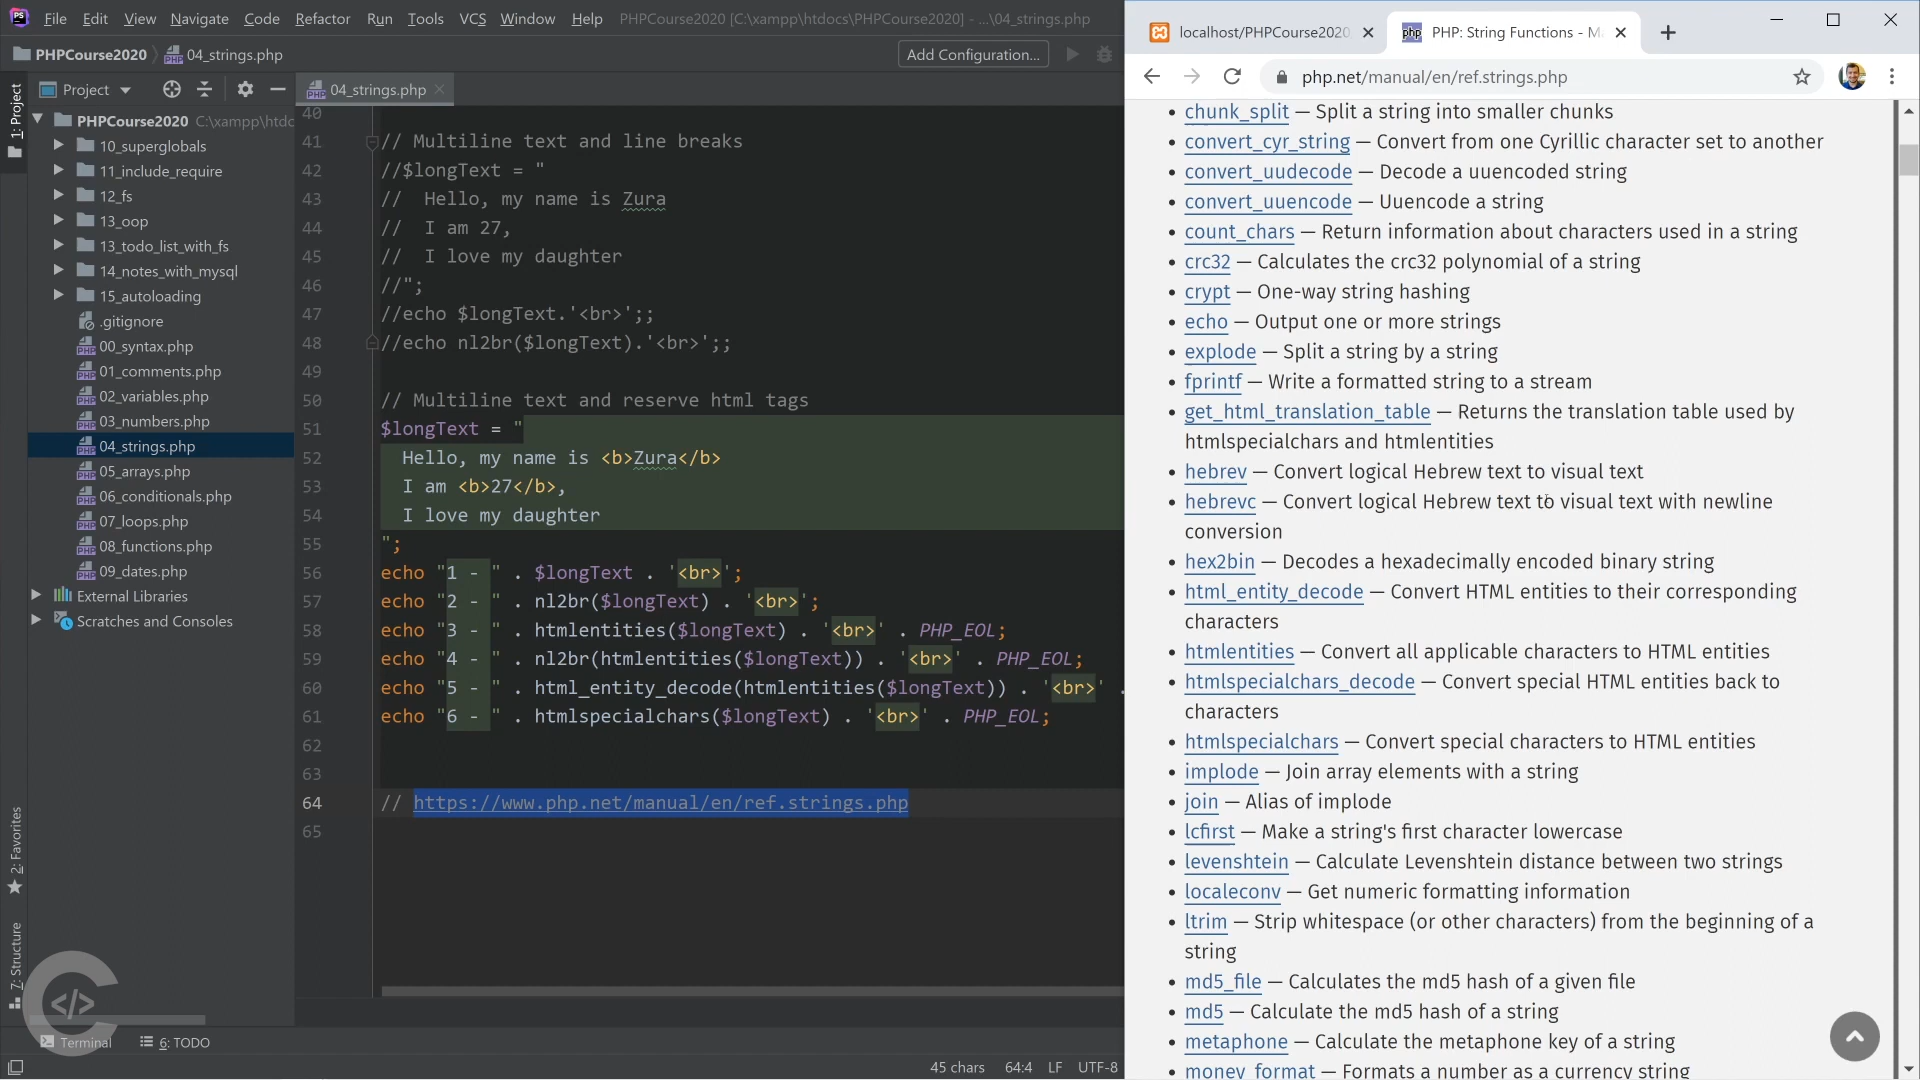 File Edit View Navigate Code Refactor Run Tools VCS Window Help PHPCourse2020 [C:\xampp\htdocs\PHPCourse2020] - ...\04_strings.php
PHPCourse2020 04_strings.php
Add Configuration...
1: Project
Project
04_strings.php
PHPCourse2020 C:\xampp\htdc
10_superglobals
11_include_require
12_fs
13_oop
13_todo_list_with_fs
14_notes_with_mysql
15_autoloading
.gitignore
00_syntax.php
01_comments.php
02_variables.php
03_numbers.php
04_strings.php
05_arrays.php
06_conditionals.php
07_loops.php
08_functions.php
09_dates.php
External Libraries
Scratches and Consoles
2: Favorites
7: Structure
40
41 // Multiline text and line breaks
42 //$longText = "
43 //  Hello, my name is Zura
44 //  I am 27,
45 //  I love my daughter
46 //";
47 //echo $longText.'<br>';;
48 //echo nl2br($longText).'<br>';;
49
50 // Multiline text and reserve html tags
51 $longText = "
52   Hello, my name is <b>Zura</b>
53   I am <b>27</b>,
54   I love my daughter
55 ";
56 echo "1 - " . $longText . '<br>';
57 echo "2 - " . nl2br($longText) . '<br>';
58 echo "3 - " . htmlentities($longText) . '<br>' . PHP_EOL;
59 echo "4 - " . nl2br(htmlentities($longText)) . '<br>' . PHP_EOL;
60 echo "5 - " . html_entity_decode(htmlentities($longText)) . '<br>' .
61 echo "6 - " . htmlspecialchars($longText) . '<br>' . PHP_EOL;
62
63
64 // https://www.php.net/manual/en/ref.strings.php
65
Terminal 6: TODO
45 chars 64:4 LF UTF-8
localhost/PHPCourse2020
PHP: String Functions - M
php.net/manual/en/ref.strings.php
• chunk_split — Split a string into smaller chunks
• convert_cyr_string — Convert from one Cyrillic character set to another
• convert_uudecode — Decode a uuencoded string
• convert_uuencode — Uuencode a string
• count_chars — Return information about characters used in a string
• crc32 — Calculates the crc32 polynomial of a string
• crypt — One-way string hashing
• echo — Output one or more strings
• explode — Split a string by a string
• fprintf — Write a formatted string to a stream
• get_html_translation_table — Returns the translation table used by
htmlspecialchars and htmlentities
• hebrev — Convert logical Hebrew text to visual text
• hebrevc — Convert logical Hebrew text to visual text with newline
conversion
• hex2bin — Decodes a hexadecimally encoded binary string
• html_entity_decode — Convert HTML entities to their corresponding
characters
• htmlentities — Convert all applicable characters to HTML entities
• htmlspecialchars_decode — Convert special HTML entities back to
characters
• htmlspecialchars — Convert special characters to HTML entities
• implode — Join array elements with a string
• join — Alias of implode
• lcfirst — Make a string's first character lowercase
• levenshtein — Calculate Levenshtein distance between two strings
• localeconv — Get numeric formatting information
• ltrim — Strip whitespace (or other characters) from the beginning of a
string
• md5_file — Calculates the md5 hash of a given file
• md5 — Calculate the md5 hash of a string
• metaphone — Calculate the metaphone key of a string
• money_format — Formats a number as a currency string